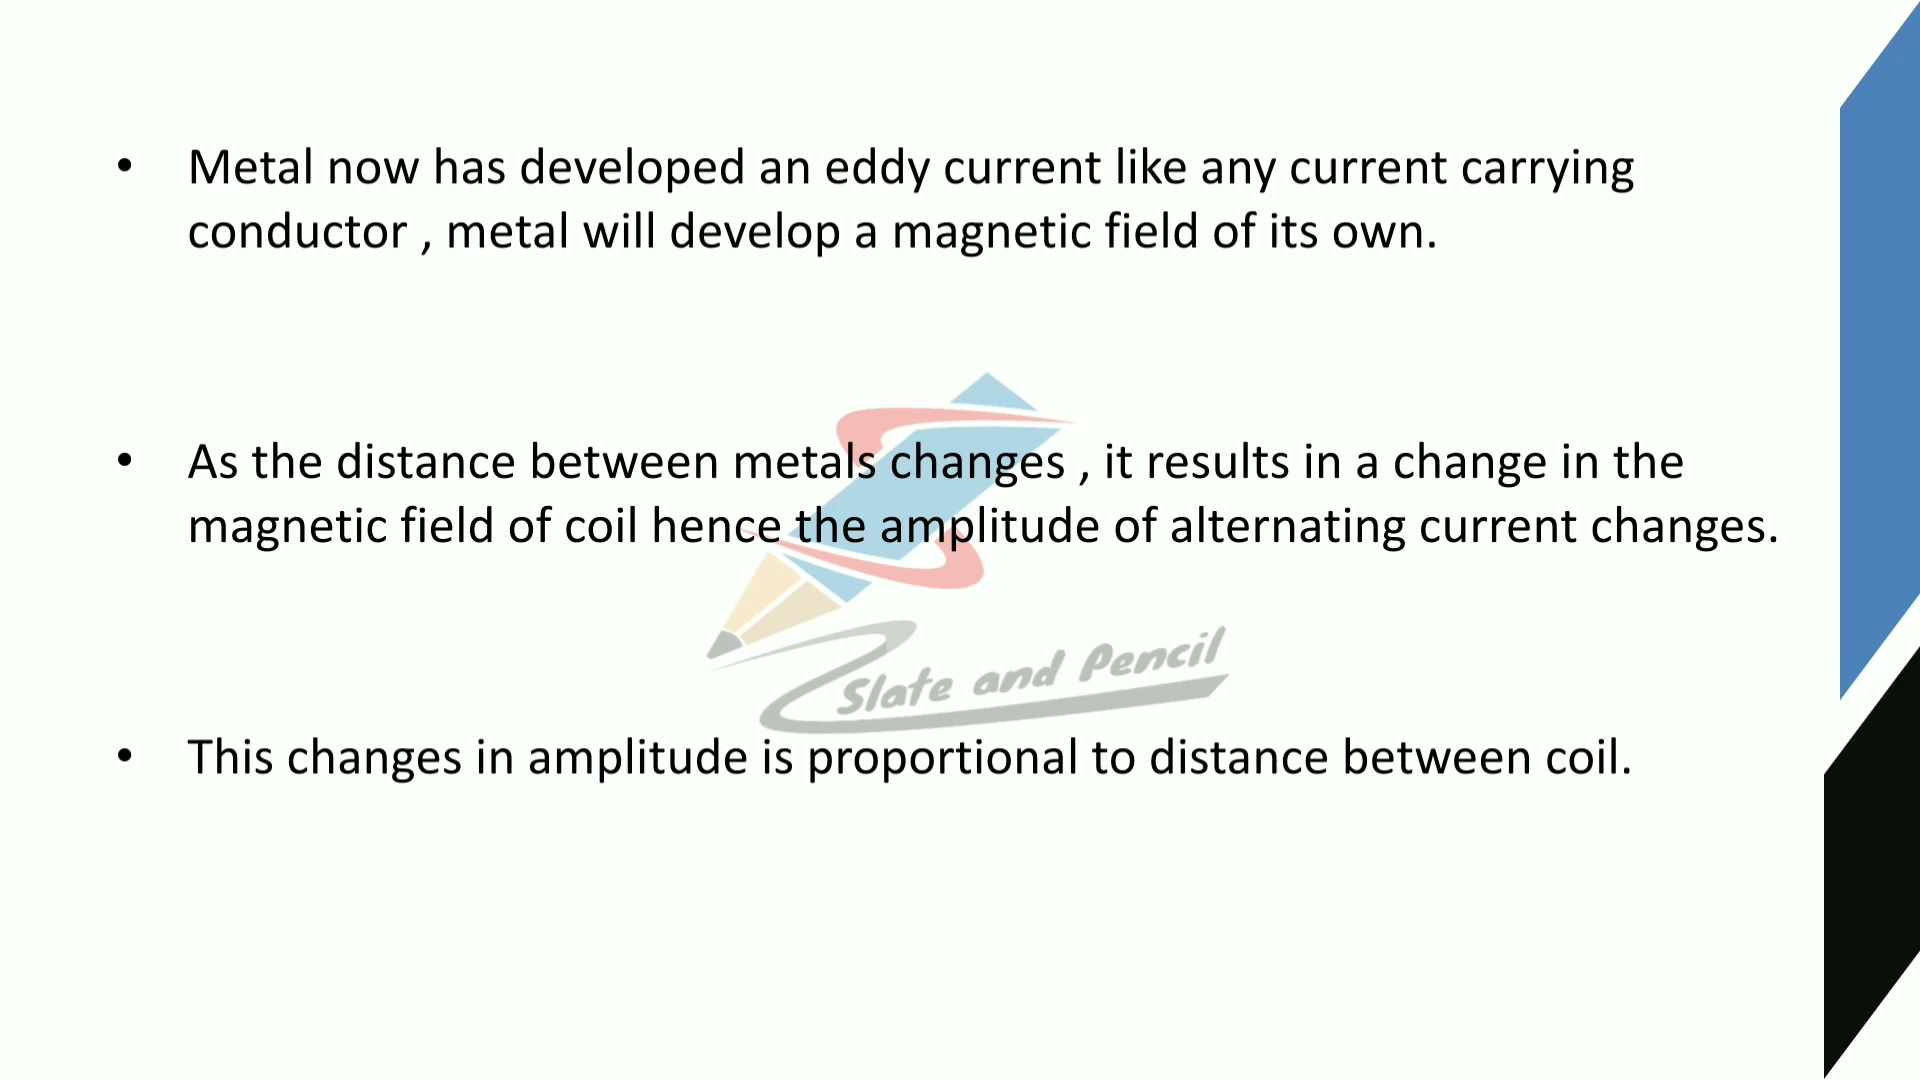 • Metal now has developed an eddy current like any current carrying
conductor , metal will develop a magnetic field of its own.
• As the distance between metals changes , it results in a change in the
magnetic field of coil hence the amplitude of alternating current changes.
Slate and Pencil
• This changes in amplitude is proportional to distance between coil.